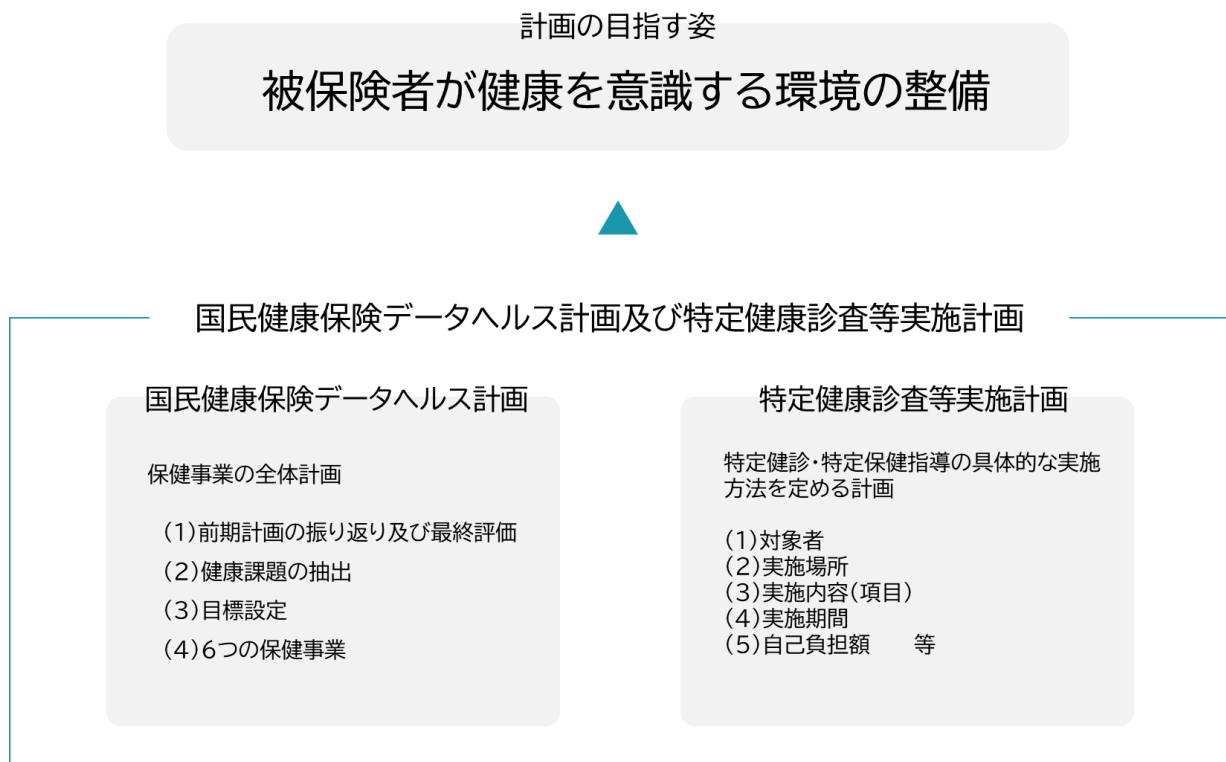 計画の目指す姿
被保険者が健康を意識する環境の整備
国民健康保険データヘルス計画及び特定健康診査等実施計画
国民健康保険データヘルス計画
保健事業の全体計画
(1)前期計画の振り返り及び最終評価
(2)健康課題の抽出
(3)目標設定
(4)6つの保健事業
特定健康診査等実施計画
特定健診・特定保健指導の具体的な実施
方法を定める計画
(1)対象者
(2)実施場所
(3)実施内容(項目)
(4)実施期間
(5)自己負担額　　等